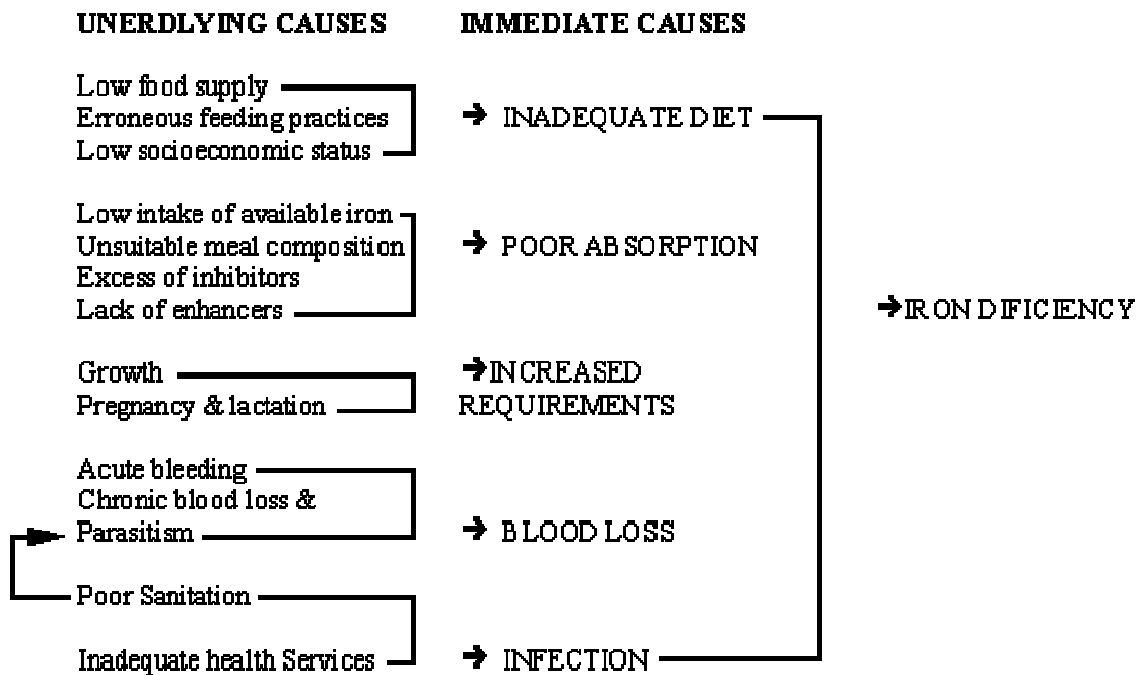 UNERDLYING CAUSES IMMEDIATE CAUSES
Low food supply
Erroneous feeding practices ➔ INADEQUATE DIET
Low socioeconomic status
Low intake of available iron
Unsuitable meal composition ➔ POOR ABSORPTION
Excess of inhibitors
Lack of enhancers ➔IRON DIFICIENCY
Growth ➔INCREASED
Pregnancy & lactation REQUIREMENTS
Acute bleeding
Chronic blood loss &
Parasitism ➔ BLOOD LOSS
Poor Sanitation
Inadequate health Services ➔ INFECTION